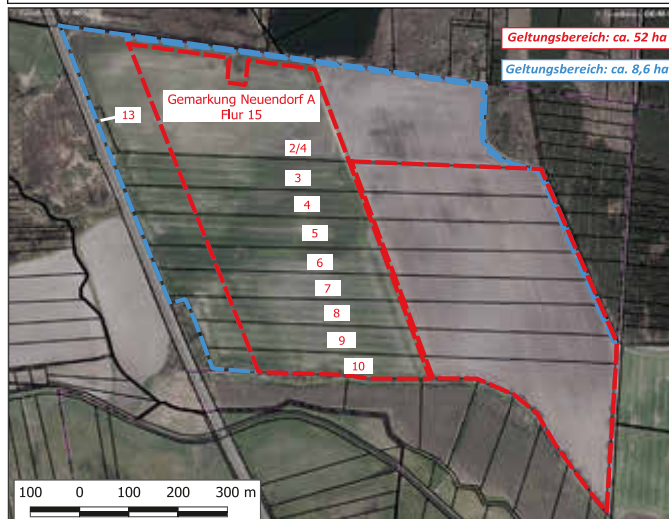 Geltungsbereich: ca. 52 ha
Geltungsbereich: ca. 8,6 ha
Gemarkung Neuendorf A
Flur 15
13
2/4
3
4
5
6
7
8
9
10
100 0 100 200 300 m